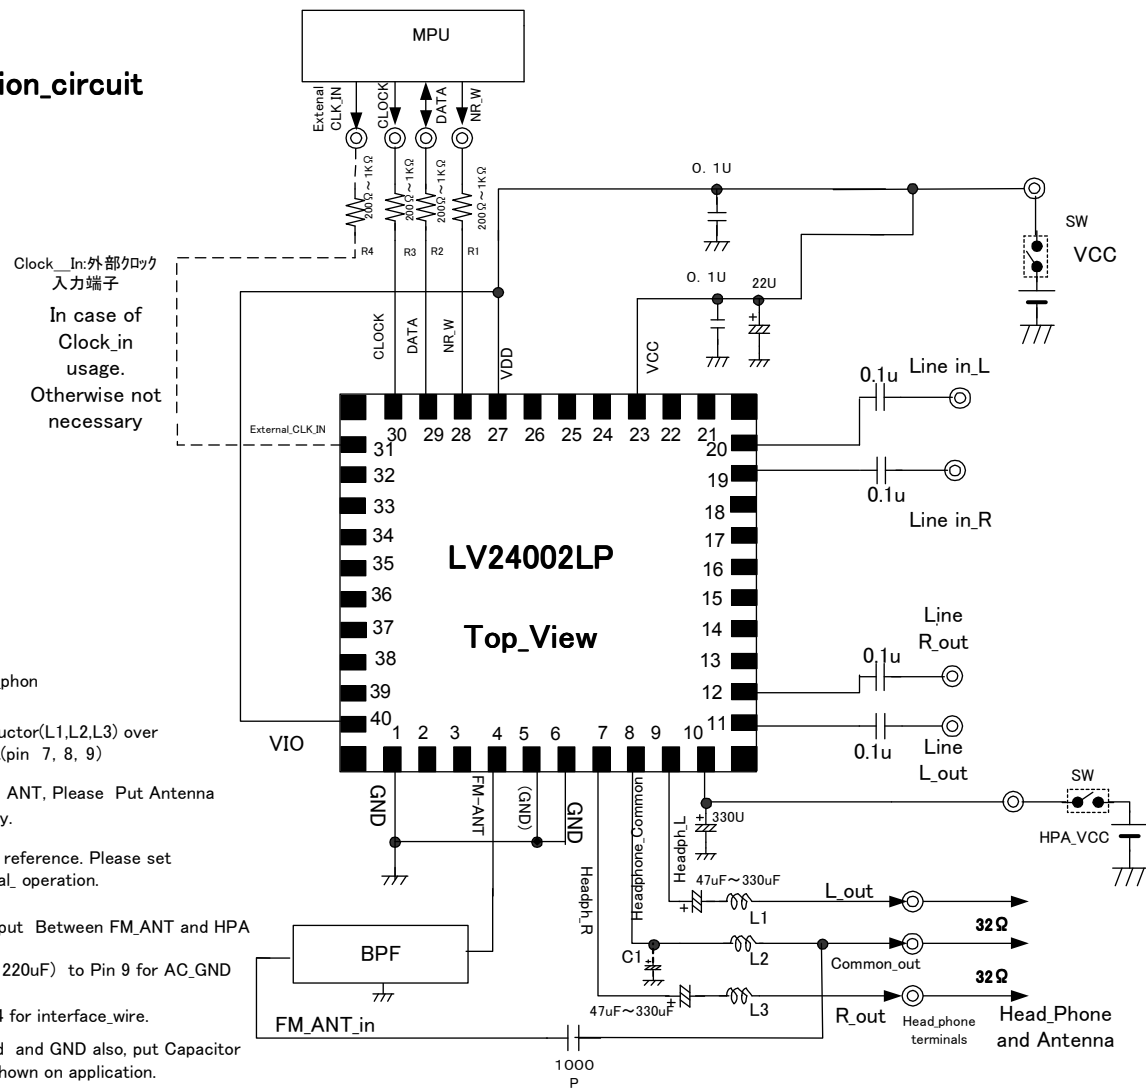 MPU
ion_circuit
Extenal
CLK_IN
CLOCK
DATA
NR_W
200Ω～1KΩ
200Ω～1KΩ
200Ω～1KΩ
200Ω～1KΩ
R4
R3
R2
R1
0. 1U
SW
VCC
Clock__In:外部クロック
入力端子
In case of
Clock_in
usage.
Otherwise not
necessary
0. 1U
22U
+
CLOCK
DATA
NR_W
VDD
VCC
0.1u
Line in_L
External_CLK_IN
30
29
28
27
26
25
24
23
22
21
31
32
33
34
35
36
37
38
39
40
20
19
18
17
16
15
14
13
12
11
0.1u
Line in_R
LV24002LP
Top_View
Line
R_out
0.1u
0.1u
Line
L_out
1
2
3
4
5
6
7
8
9
10
VIO
GND
FM-ANT
(GND)
GND
Headph_R
Headphone_Common
Headph_L
+
330U
SW
HPA_VCC
47uF～330uF
+
L1
L_out
32Ω
C1
+
L2
Common_out
32Ω
47uF～330uF
+
L3
R_out
Head_phone
terminals
Head_Phone
and Antenna
BPF
FM_ANT_in
1000
P
phon
uctor(L1,L2,L3) over
(pin 7, 8, 9)
ANT, Please Put Antenna
y.
reference. Please set
al_ operation.
put Between FM_ANT and HPA
220uF) to Pin 9 for AC_GND
4 for interface_wire.
d and GND also, put Capacitor
hown on application.